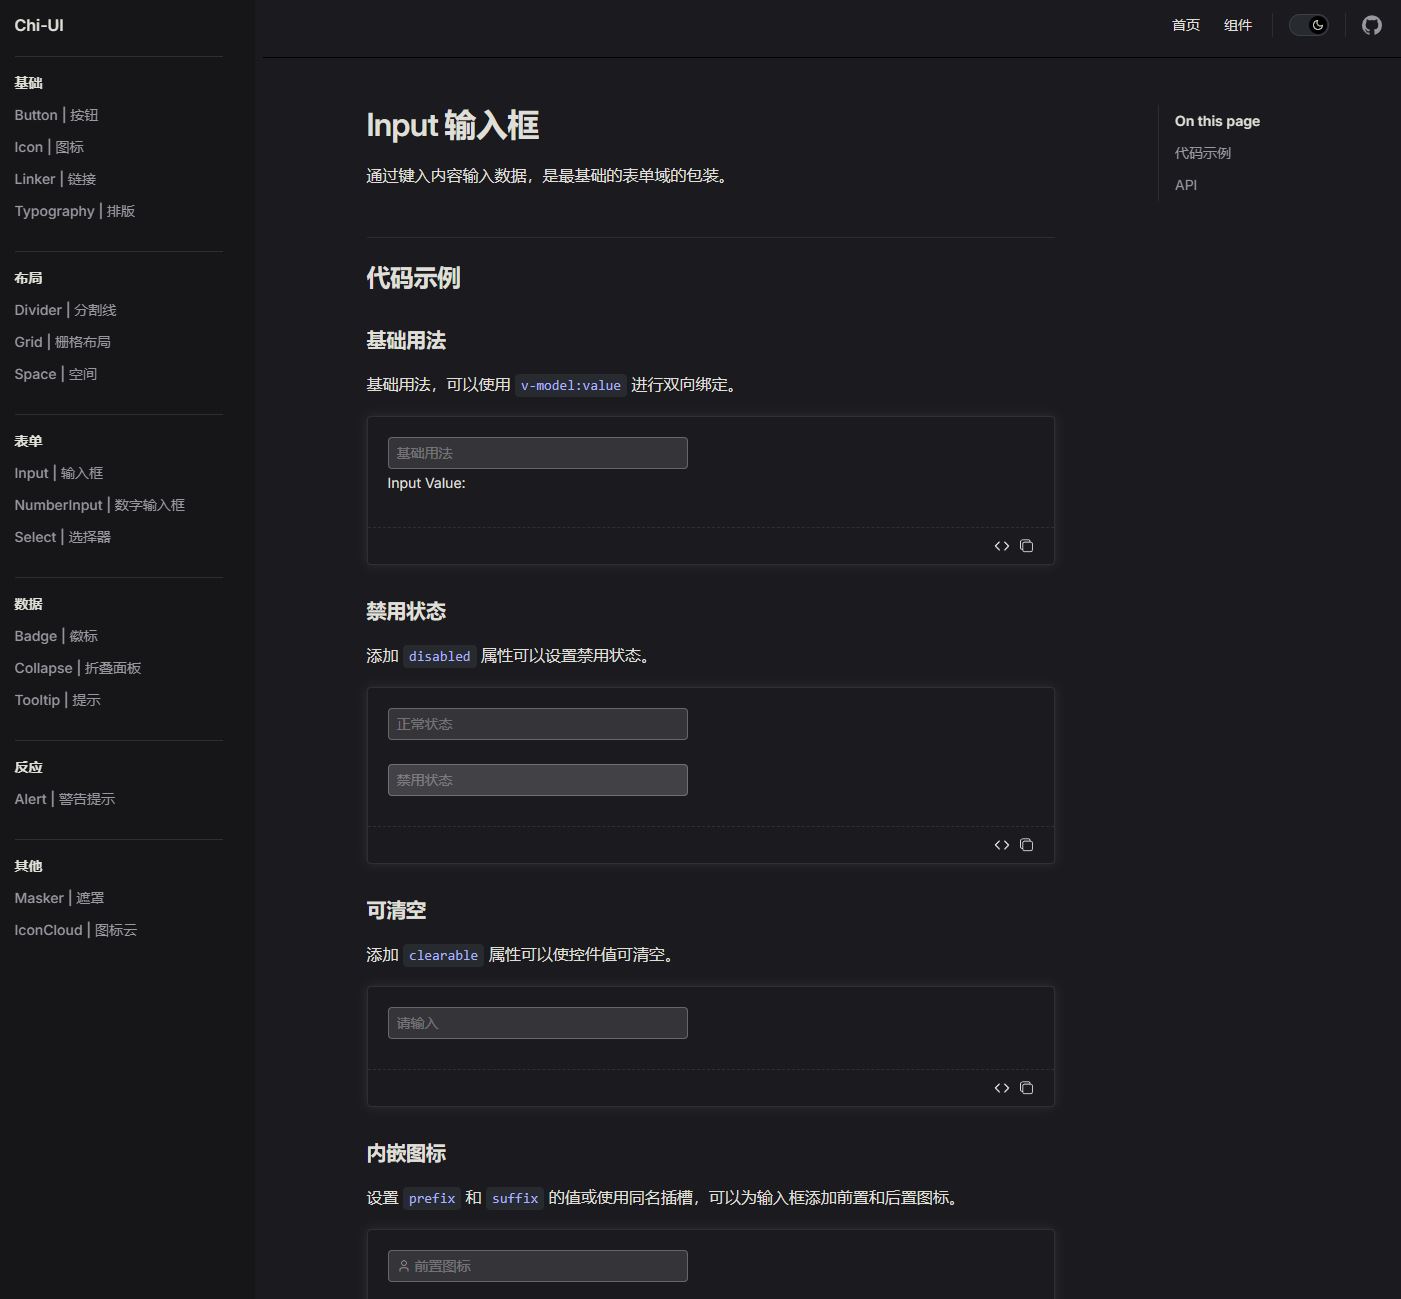 Chi-UI
首页
组件
基础
Button | 按钮
Icon | 图标
Linker | 链接
Typography | 排版
布局
Divider | 分割线
Grid | 栅格布局
Space | 空间
表单
Input | 输入框
NumberInput | 数字输入框
Select | 选择器
数据
Badge | 徽标
Collapse | 折叠面板
Tooltip | 提示
反应
Alert | 警告提示
其他
Masker | 遮罩
IconCloud | 图标云
Input 输入框
通过键入内容输入数据，是最基础的表单域的包装。
代码示例
基础用法
基础用法，可以使用 v-model:value 进行双向绑定。
基础用法
Input Value:
禁用状态
添加 disabled 属性可以设置禁用状态。
正常状态
禁用状态
可清空
添加 clearable 属性可以使控件值可清空。
请输入
内嵌图标
设置 prefix 和 suffix 的值或使用同名插槽，可以为输入框添加前置和后置图标。
前置图标
On this page
代码示例
API